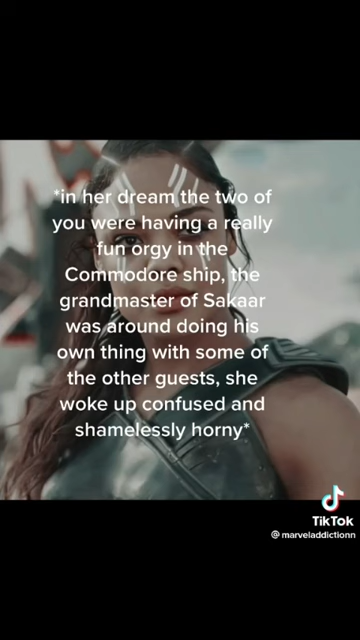 *in her dream the two of
you were having a really
fun orgy in the
Commodore ship, the
grandmaster of Sakaar
was around doing his
own thing with some of
the other guests, she
woke up confused and
shamelessly horny*
TikTok
@ marveladdictionn